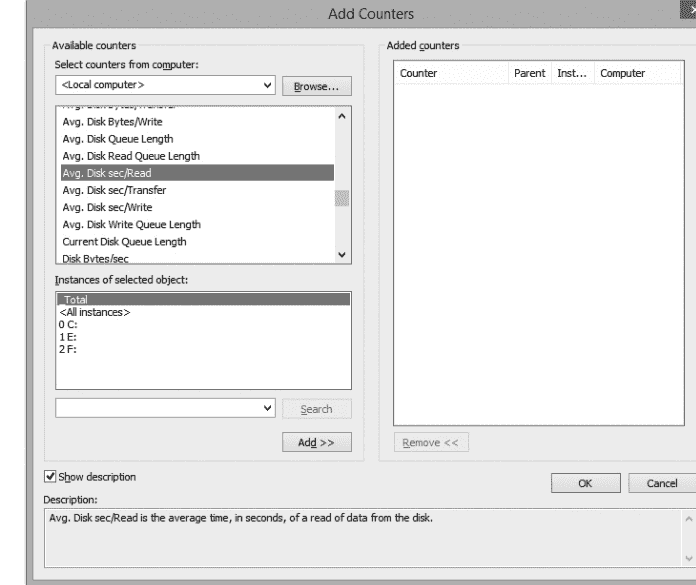 Add Counters
Available counters
Select counters from computer:
<Local computer>
Browse...
Avg. Disk Bytes/Transfer
Avg. Disk Bytes/Write
Avg. Disk Queue Length
Avg. Disk Read Queue Length
Avg. Disk sec/Read
Avg. Disk sec/Transfer
Avg. Disk sec/Write
Avg. Disk Write Queue Length
Current Disk Queue Length
Disk Bytes/sec
Instances of selected object:
_Total
<All instances>
0 C:
1 E:
2 F:
Search
Add >>
Added counters
Counter Parent Inst... Computer
Remove <<
Show description
OK Cancel
Description:
Avg. Disk sec/Read is the average time, in seconds, of a read of data from the disk.